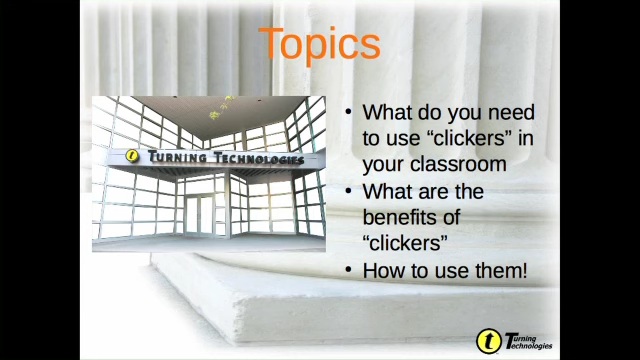 Topics
t TURNING TECHNOLOGIES
• What do you need
to use “clickers” in
your classroom
• What are the
benefits of
“clickers”
• How to use them!
t Turning
Technologies